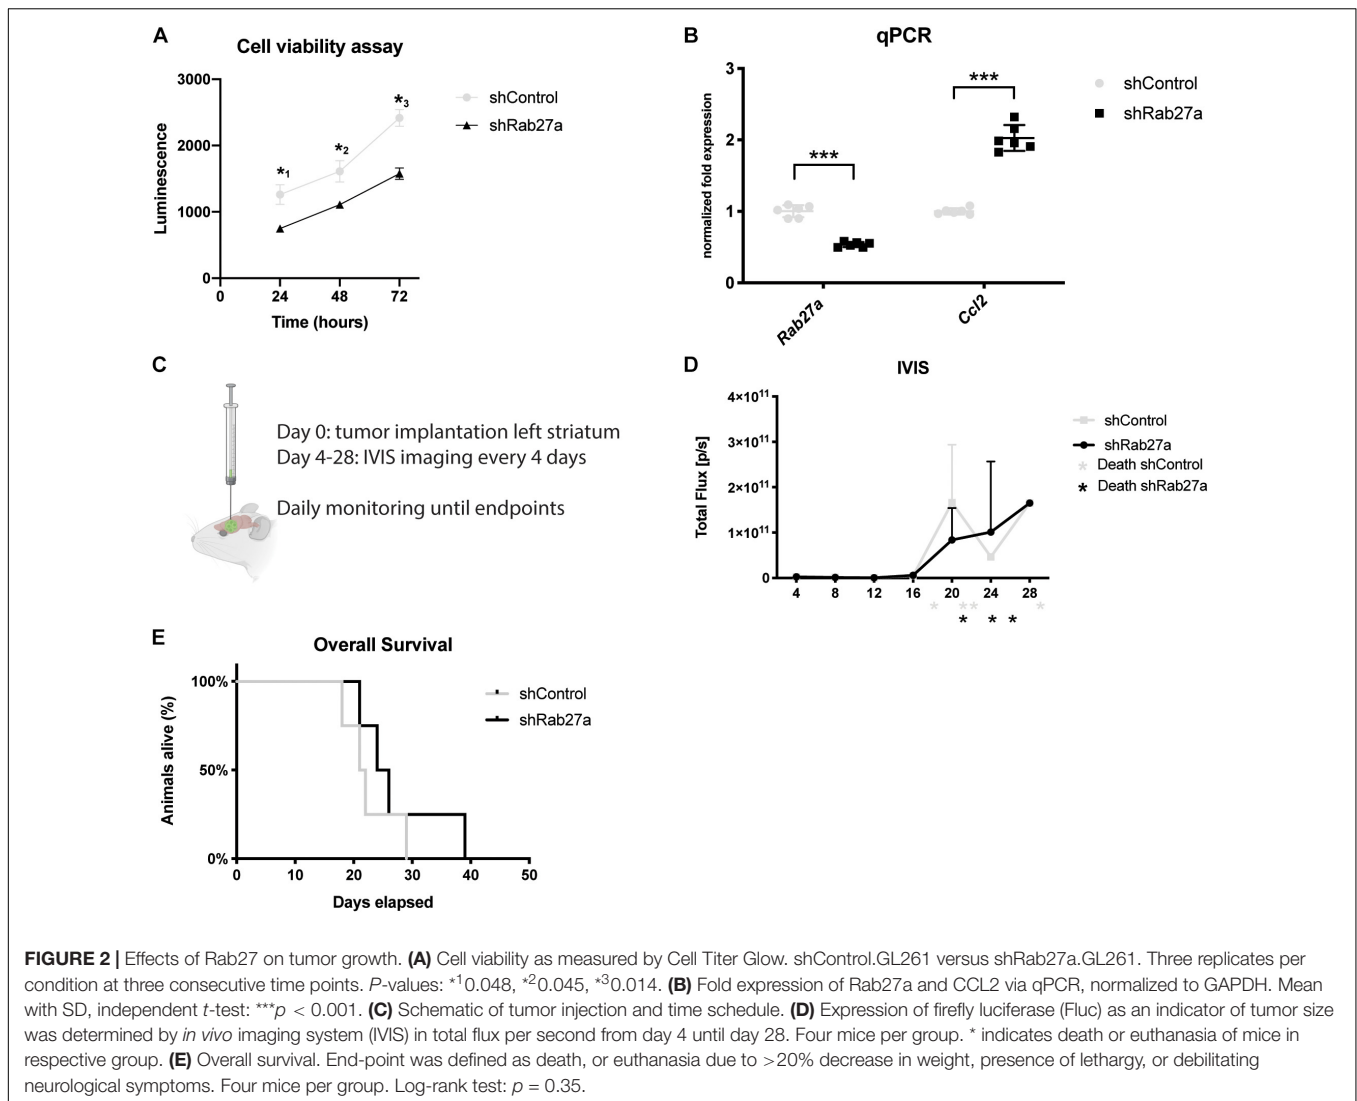 A
Cell viability assay
3000
2000
1000
0
Luminescence
*1
*2
*3
0 24 48 72
Time (hours)
shControl
shRab27a
B
qPCR
3
2
1
0
normalized fold expression
***
***
Rab27a
Ccl2
shControl
shRab27a
C
Day 0: tumor implantation left striatum
Day 4-28: IVIS imaging every 4 days
Daily monitoring until endpoints
D
IVIS
4×10¹¹
3×10¹¹
2×10¹¹
1×10¹¹
0
Total Flux [p/s]
4 8 12 16 20 24 28
* ** *
* * *
shControl
shRab27a
* Death shControl
* Death shRab27a
E
Overall Survival
100%
50%
0%
Animals alive (%)
0 10 20 30 40 50
Days elapsed
shControl
shRab27a
FIGURE 2 | Effects of Rab27 on tumor growth. (A) Cell viability as measured by Cell Titer Glow. shControl.GL261 versus shRab27a.GL261. Three replicates per
condition at three consecutive time points. P-values: *¹0.048, *²0.045, *³0.014. (B) Fold expression of Rab27a and CCL2 via qPCR, normalized to GAPDH. Mean
with SD, independent t-test: ***p < 0.001. (C) Schematic of tumor injection and time schedule. (D) Expression of firefly luciferase (Fluc) as an indicator of tumor size
was determined by in vivo imaging system (IVIS) in total flux per second from day 4 until day 28. Four mice per group. * indicates death or euthanasia of mice in
respective group. (E) Overall survival. End-point was defined as death, or euthanasia due to >20% decrease in weight, presence of lethargy, or debilitating
neurological symptoms. Four mice per group. Log-rank test: p = 0.35.